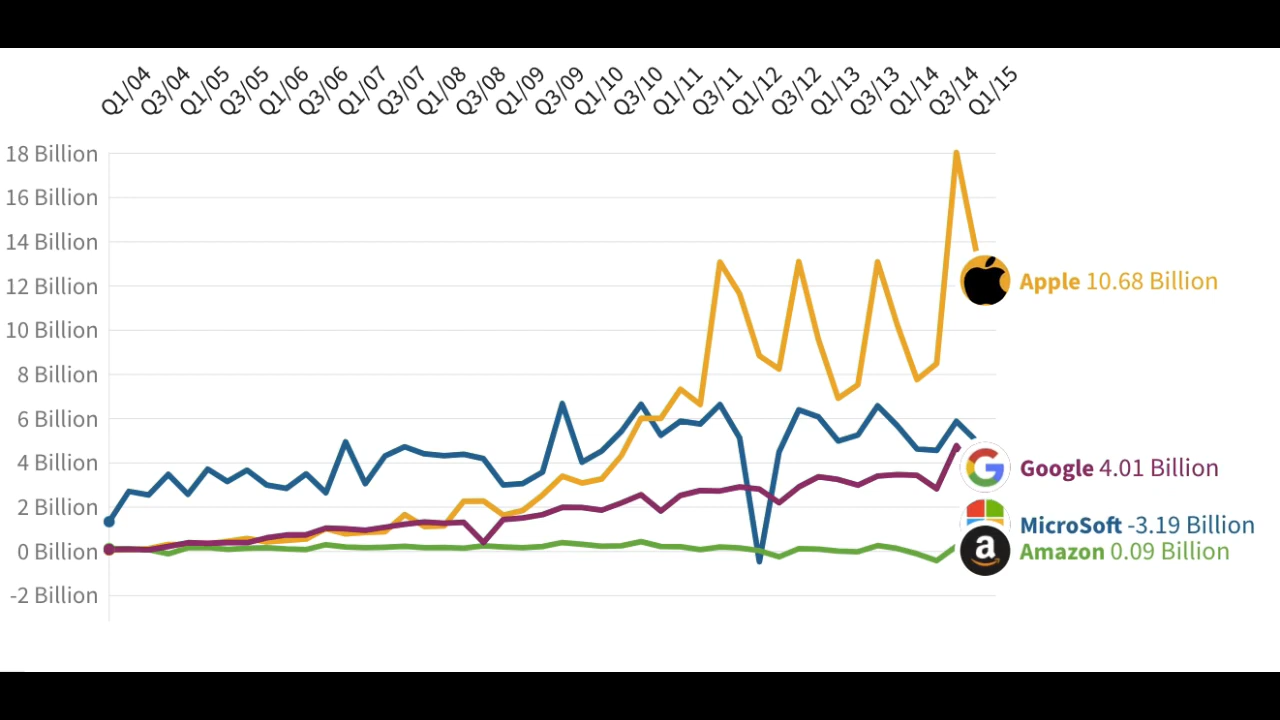 Q1/04 Q3/04 Q1/05 Q3/05 Q1/06 Q3/06 Q1/07 Q3/07 Q1/08 Q3/08 Q1/09 Q3/09 Q1/10 Q3/10 Q1/11 Q3/11 Q1/12 Q3/12 Q1/13 Q3/13 Q1/14 Q3/14 Q1/15
18 Billion
16 Billion
14 Billion
12 Billion
Apple 10.68 Billion
10 Billion
8 Billion
6 Billion
4 Billion
Google 4.01 Billion
2 Billion
MicroSoft -3.19 Billion
0 Billion
a
Amazon 0.09 Billion
-2 Billion